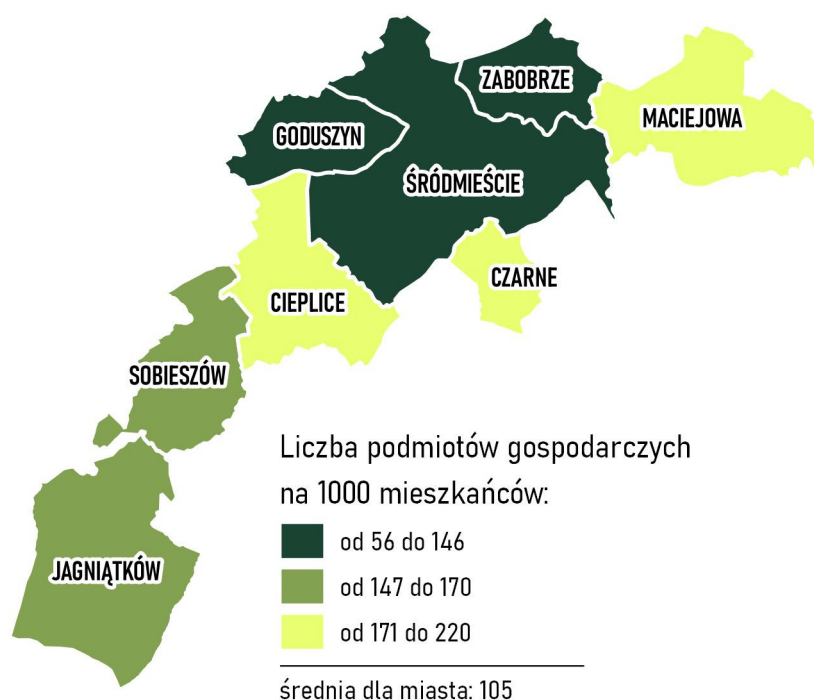 ZABOBRZE
MACIEJOWA
GODUSZYN
ŚRÓDMIEŚCIE
CZARNE
CIEPLICE
SOBIESZÓW
JAGNIĄTKÓW
Liczba podmiotów gospodarczych
na 1000 mieszkańców:
od 56 do 146
od 147 do 170
od 171 do 220
średnia dla miasta: 105